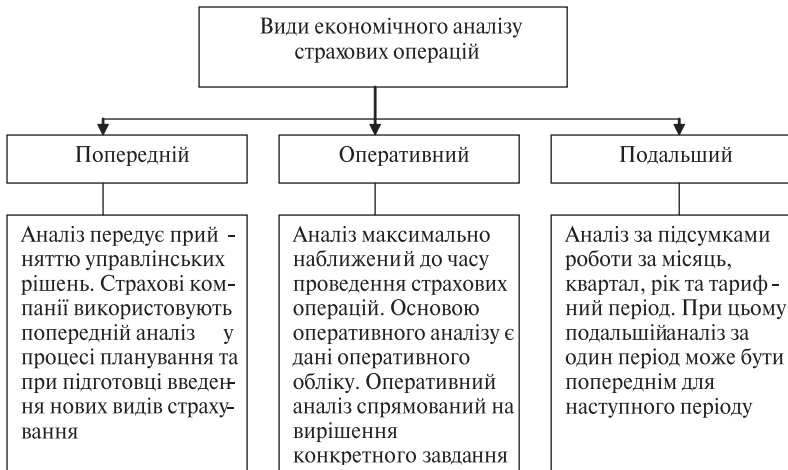 Види економічного аналізу
страхових операцій
Попередній
Оперативний
Подальший
Аналіз передує прий -
няттю управлінських
рішень. Страхові ком-
панії використовують
попередній аналіз у
процесі планування та
при підготовці введен-
ня нових видів страху-
вання
Аналіз максимально
наближений до часу
проведення страхових
операцій. Основою
оперативного аналізу є
дані оперативного
обліку. Оперативний
аналіз спрямований на
вирішення
конкретного завдання
Аналіз за підсумками
роботи за місяць,
квартал, рік та тариф -
ний період. При цьому
подальшійаналіз за
один період може бути
попереднім для
наступного періоду